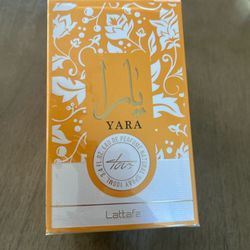 يارا
YARA
Tous
EAU DE PARFUM NATURAL SPRAY 100ML 3.4 FL.OZ.
Lattafa